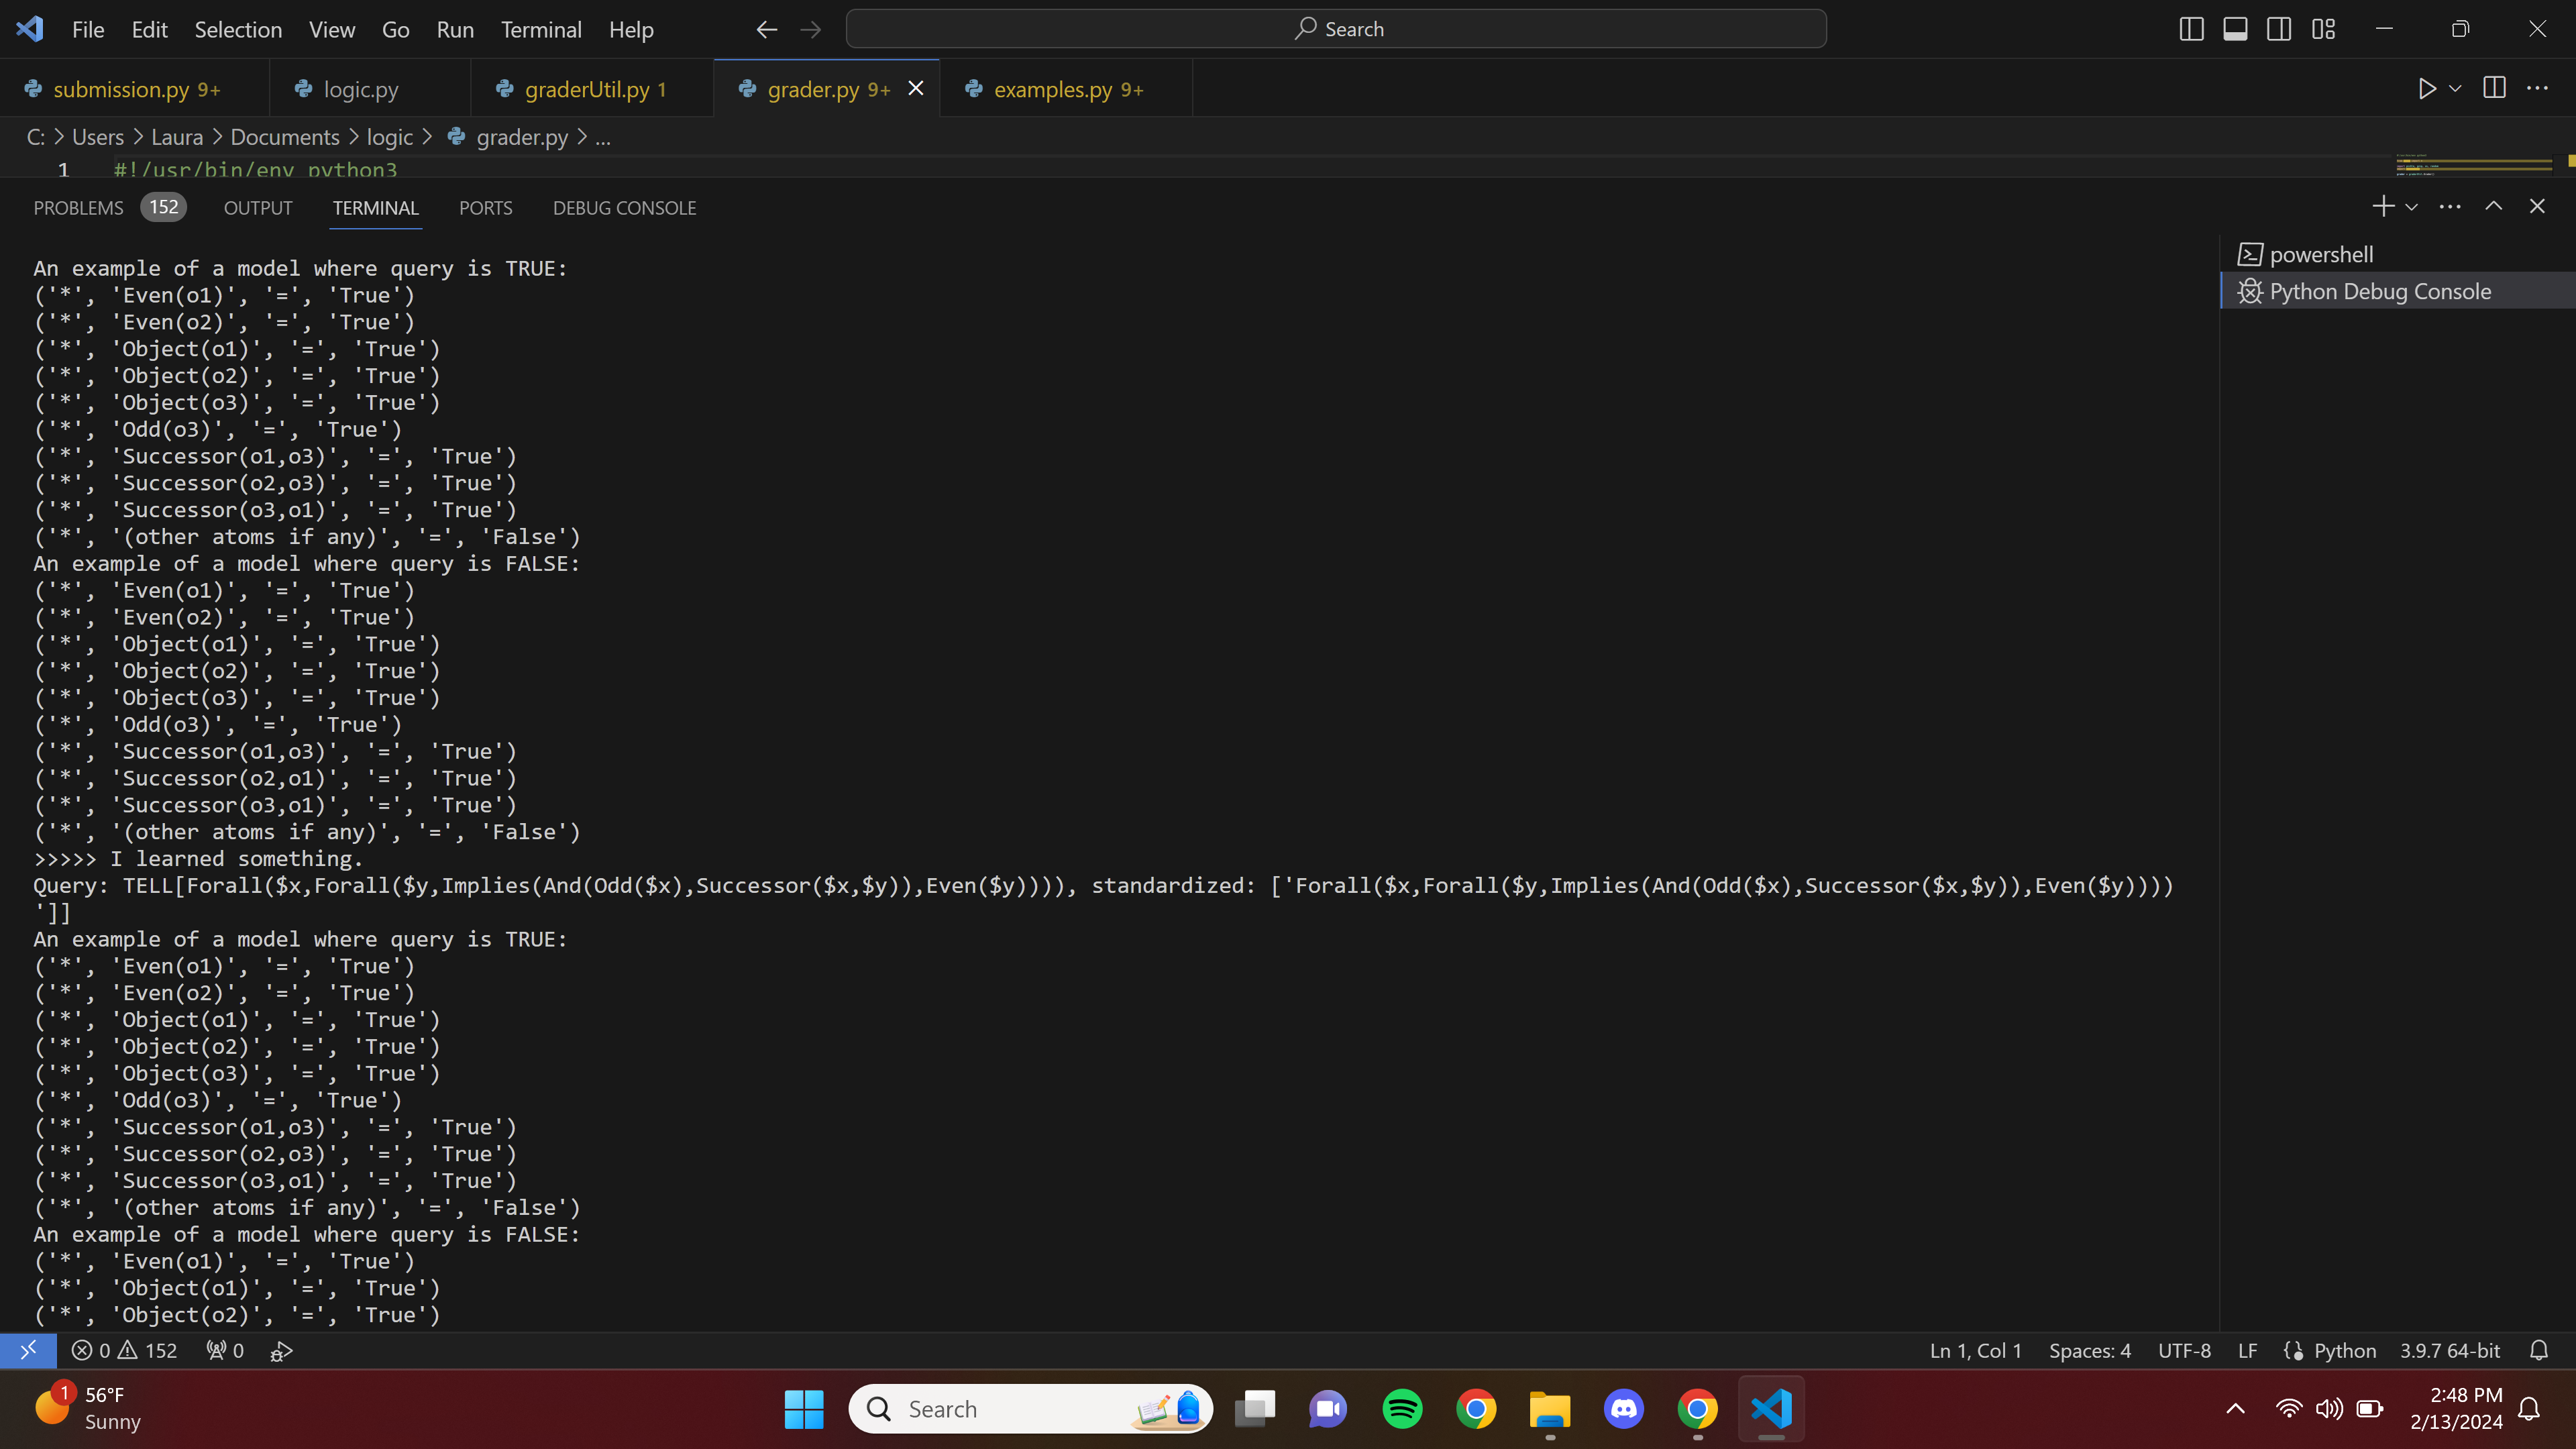 File Edit Selection View Go Run Terminal Help Search
submission.py 9+ logic.py graderUtil.py 1 grader.py 9+ examples.py 9+
C: > Users > Laura > Documents > logic > grader.py > ...
1 #!/usr/bin/env python3
PROBLEMS 152 OUTPUT TERMINAL PORTS DEBUG CONSOLE
powershell
Python Debug Console
An example of a model where query is TRUE:
('*', 'Even(o1)', '=', 'True')
('*', 'Even(o2)', '=', 'True')
('*', 'Object(o1)', '=', 'True')
('*', 'Object(o2)', '=', 'True')
('*', 'Object(o3)', '=', 'True')
('*', 'Odd(o3)', '=', 'True')
('*', 'Successor(o1,o3)', '=', 'True')
('*', 'Successor(o2,o3)', '=', 'True')
('*', 'Successor(o3,o1)', '=', 'True')
('*', '(other atoms if any)', '=', 'False')
An example of a model where query is FALSE:
('*', 'Even(o1)', '=', 'True')
('*', 'Even(o2)', '=', 'True')
('*', 'Object(o1)', '=', 'True')
('*', 'Object(o2)', '=', 'True')
('*', 'Object(o3)', '=', 'True')
('*', 'Odd(o3)', '=', 'True')
('*', 'Successor(o1,o3)', '=', 'True')
('*', 'Successor(o2,o1)', '=', 'True')
('*', 'Successor(o3,o1)', '=', 'True')
('*', '(other atoms if any)', '=', 'False')
>>>>> I learned something.
Query: TELL[Forall($x,Forall($y,Implies(And(Odd($x),Successor($x,$y)),Even($y)))), standardized: ['Forall($x,Forall($y,Implies(And(Odd($x),Successor($x,$y)),Even($y))))
']]
An example of a model where query is TRUE:
('*', 'Even(o1)', '=', 'True')
('*', 'Even(o2)', '=', 'True')
('*', 'Object(o1)', '=', 'True')
('*', 'Object(o2)', '=', 'True')
('*', 'Object(o3)', '=', 'True')
('*', 'Odd(o3)', '=', 'True')
('*', 'Successor(o1,o3)', '=', 'True')
('*', 'Successor(o2,o3)', '=', 'True')
('*', 'Successor(o3,o1)', '=', 'True')
('*', '(other atoms if any)', '=', 'False')
An example of a model where query is FALSE:
('*', 'Even(o1)', '=', 'True')
('*', 'Object(o1)', '=', 'True')
('*', 'Object(o2)', '=', 'True')
0 152 0 Ln 1, Col 1 Spaces: 4 UTF-8 LF Python 3.9.7 64-bit
1 56°F
Sunny
Search
2:48 PM
2/13/2024